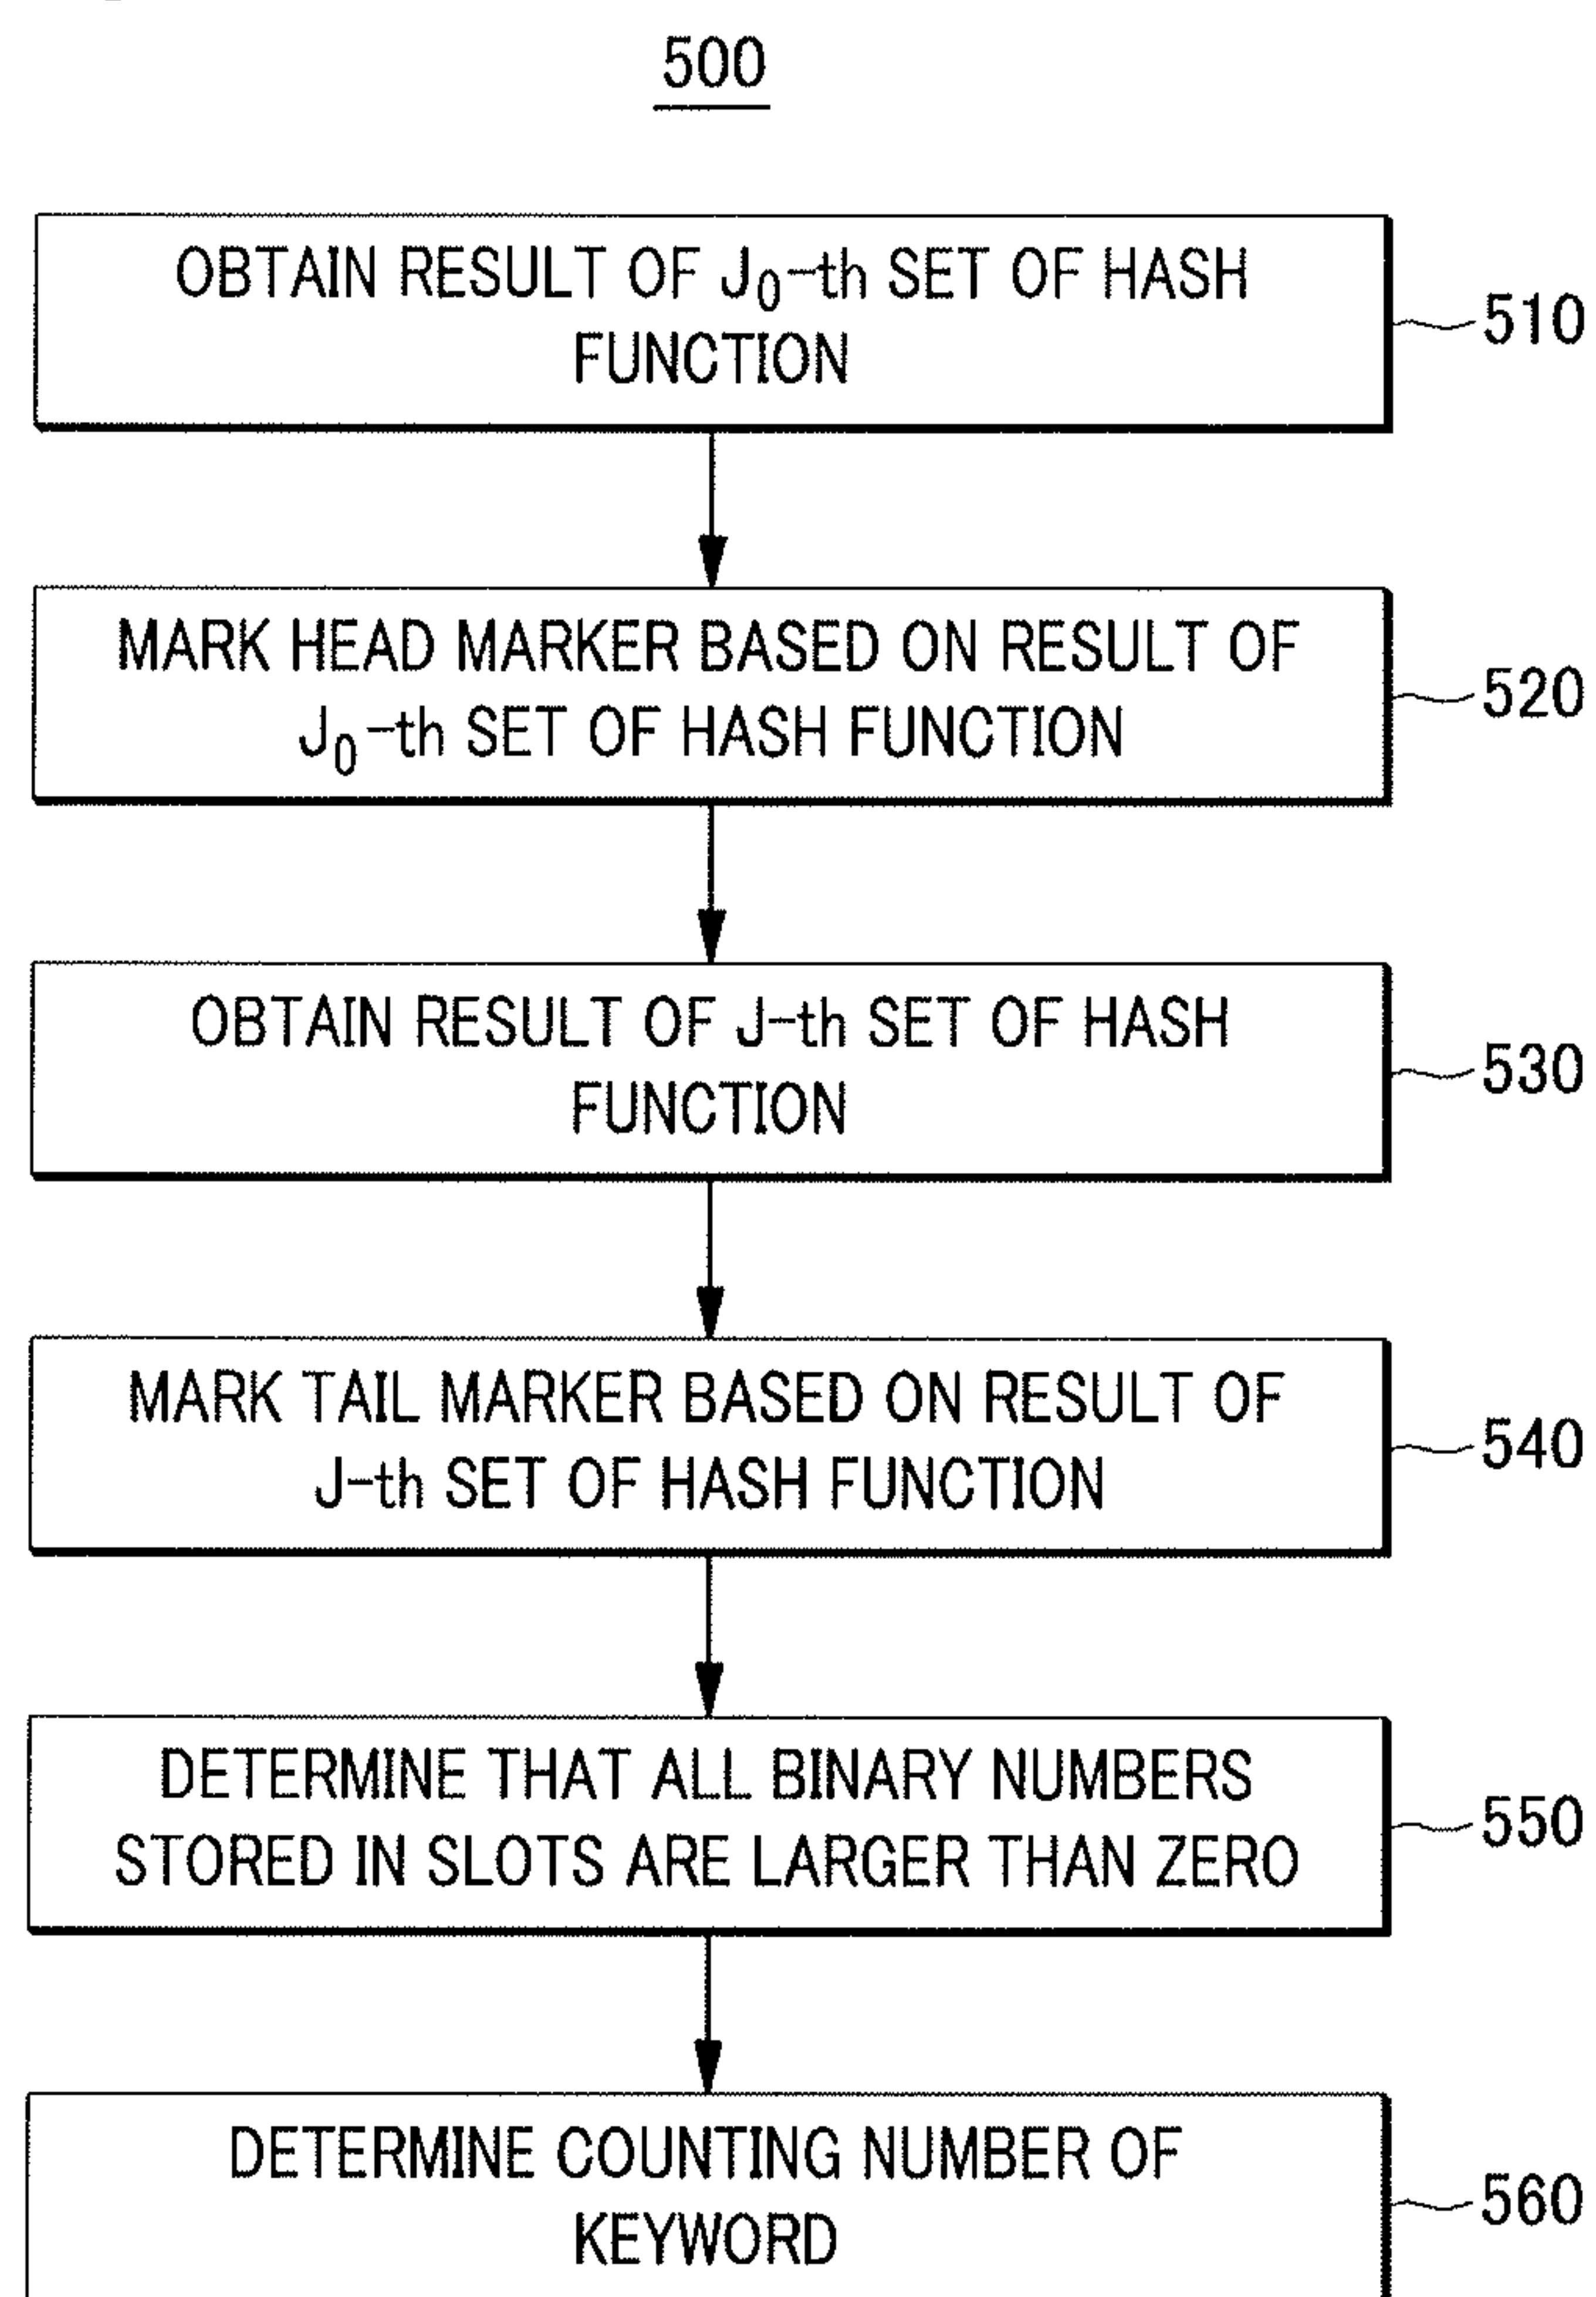 500
OBTAIN RESULT OF J₀-th SET OF HASH
FUNCTION
510
MARK HEAD MARKER BASED ON RESULT OF
J₀-th SET OF HASH FUNCTION
520
OBTAIN RESULT OF J-th SET OF HASH
FUNCTION
530
MARK TAIL MARKER BASED ON RESULT OF
J-th SET OF HASH FUNCTION
540
DETERMINE THAT ALL BINARY NUMBERS
STORED IN SLOTS ARE LARGER THAN ZERO
550
DETERMINE COUNTING NUMBER OF
KEYWORD
560